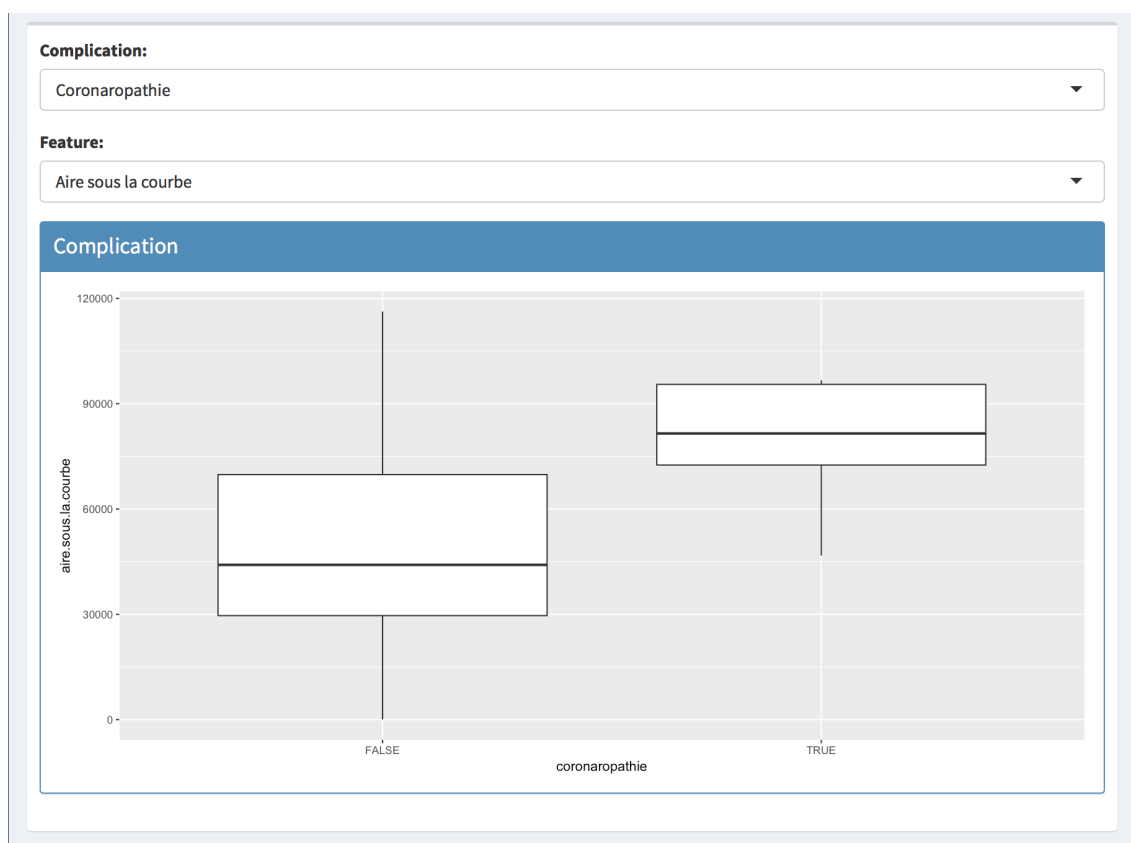 Complication:
Coronaropathie
Feature:
Aire sous la courbe
Complication
120000
90000
60000
30000
0
aire.sous.la.courbe
FALSE
TRUE
coronaropathie